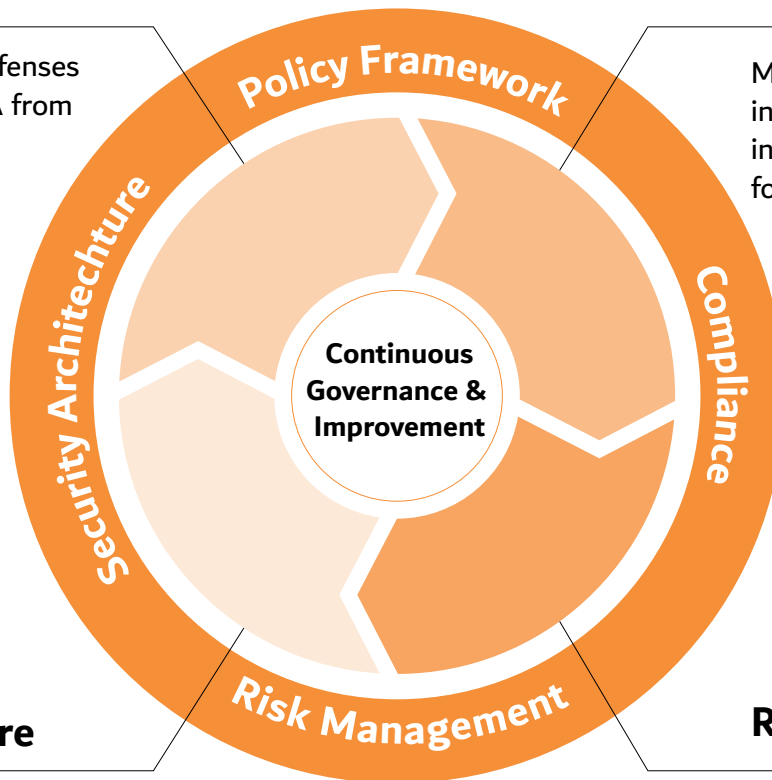 fenses
from
Policy Framework
M
in
in
fo
Security Architechture
Compliance
Continuous
Governance &
Improvement
Risk Management
re
R